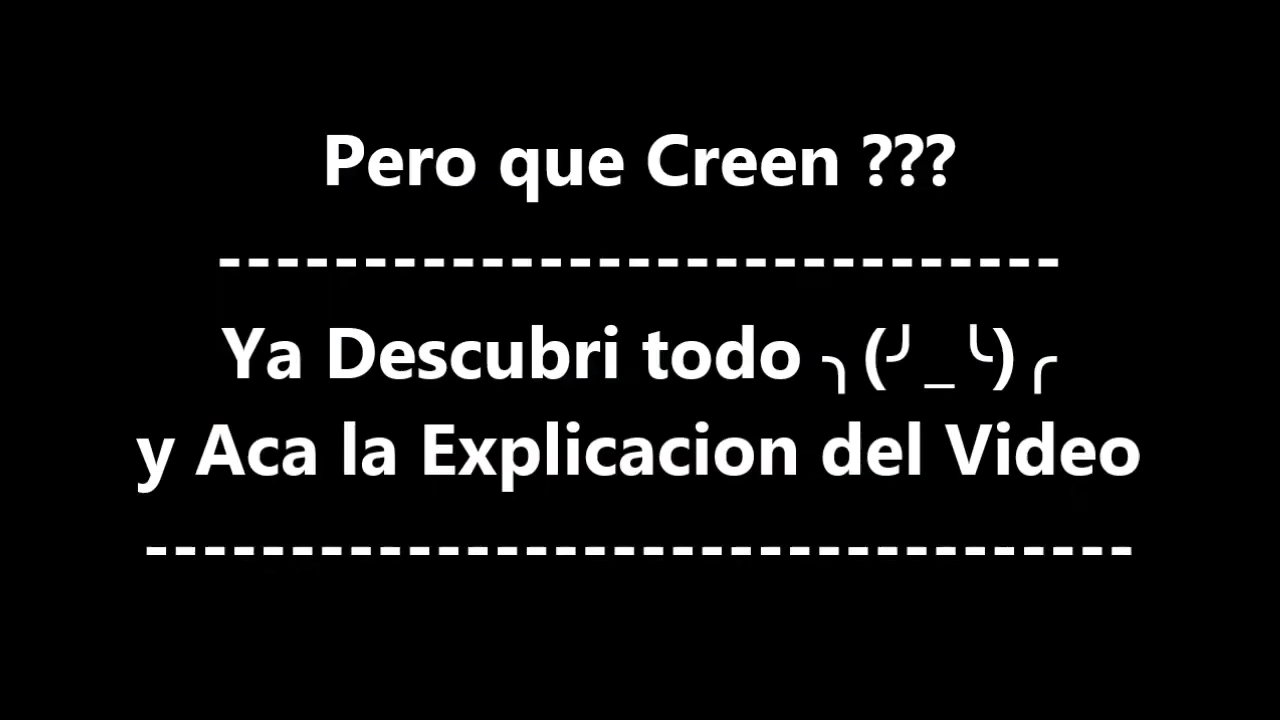 Pero que Creen ???
-----------------------------
Ya Descubri todo ╮(╯_╰)╭
y Aca la Explicacion del Video
----------------------------------